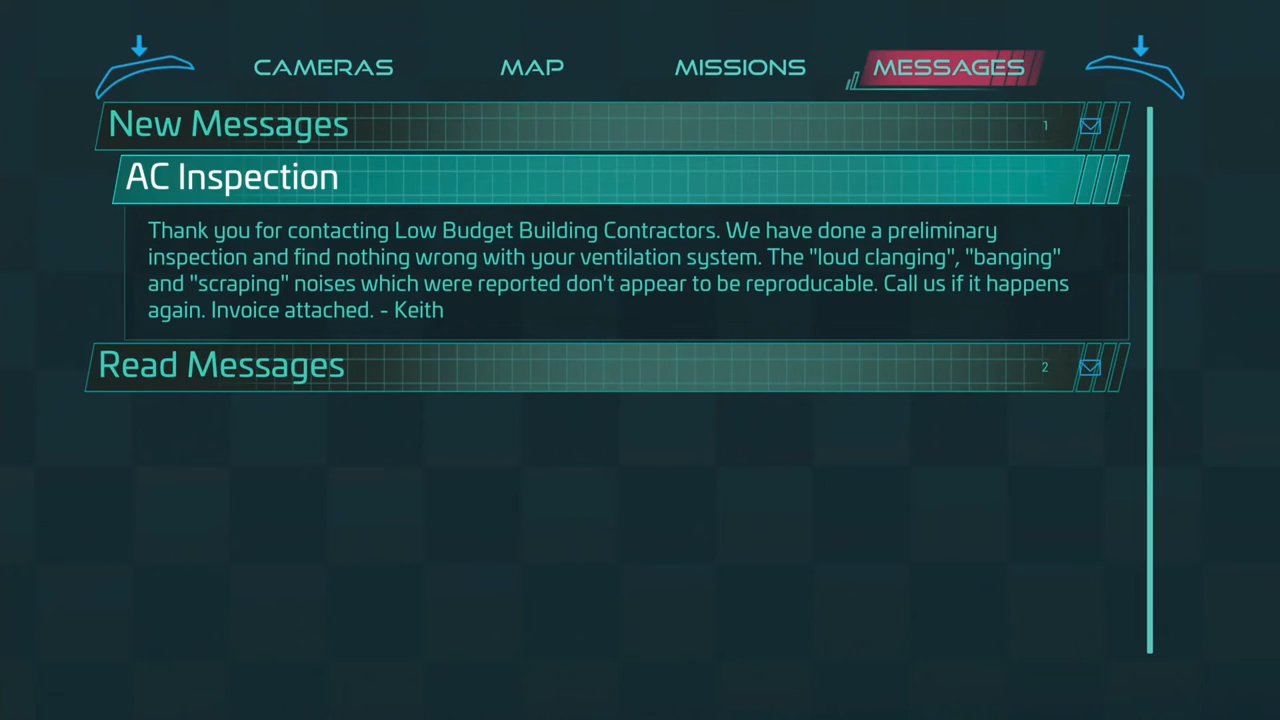 CAMERAS MAP MISSIONS MESSAGES
New Messages 1
AC Inspection
Thank you for contacting Low Budget Building Contractors. We have done a preliminary
inspection and find nothing wrong with your ventilation system. The "loud clanging", "banging"
and "scraping" noises which were reported don't appear to be reproducable. Call us if it happens
again. Invoice attached. - Keith
Read Messages 2